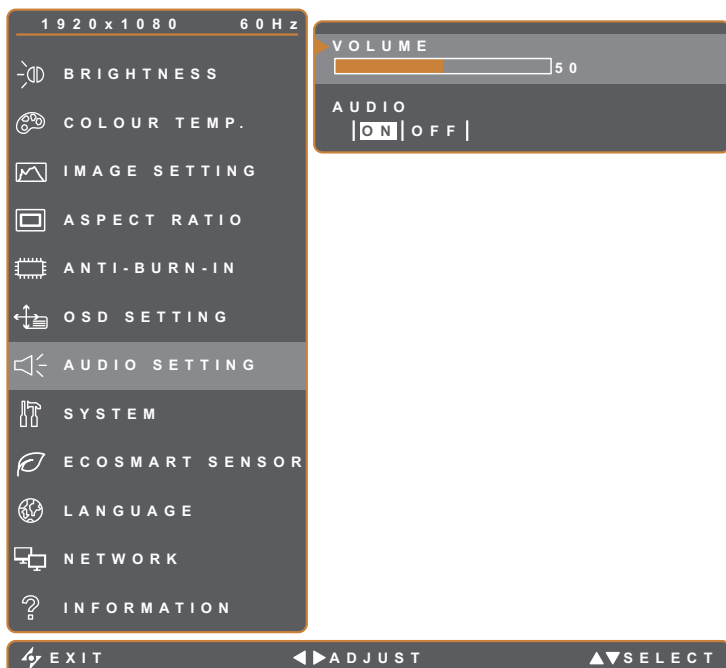 1920x1080 60Hz
BRIGHTNESS
COLOUR TEMP.
IMAGE SETTING
ASPECT RATIO
ANTI-BURN-IN
OSD SETTING
AUDIO SETTING
SYSTEM
ECOSMART SENSOR
LANGUAGE
NETWORK
INFORMATION
VOLUME
50
AUDIO
ON OFF
EXIT ADJUST SELECT